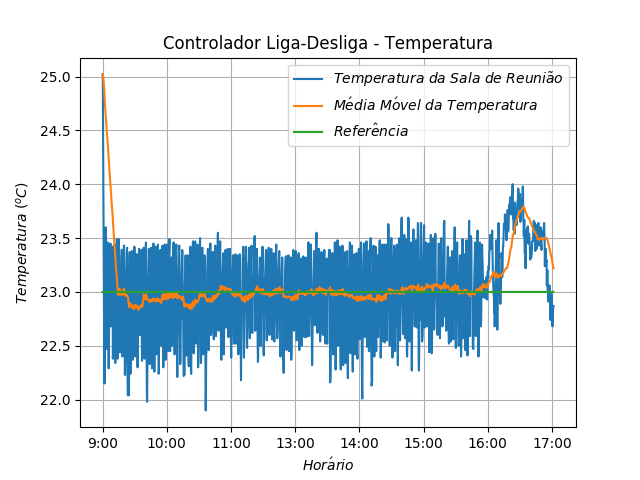 Controlador Liga-Desliga - Temperatura
Temperatura da Sala de Reunião
Média Móvel da Temperatura
Referência
Temperatura (ºC)
25.0
24.5
24.0
23.5
23.0
22.5
22.0
9:00 10:00 11:00 13:00 14:00 15:00 16:00 17:00
Horário